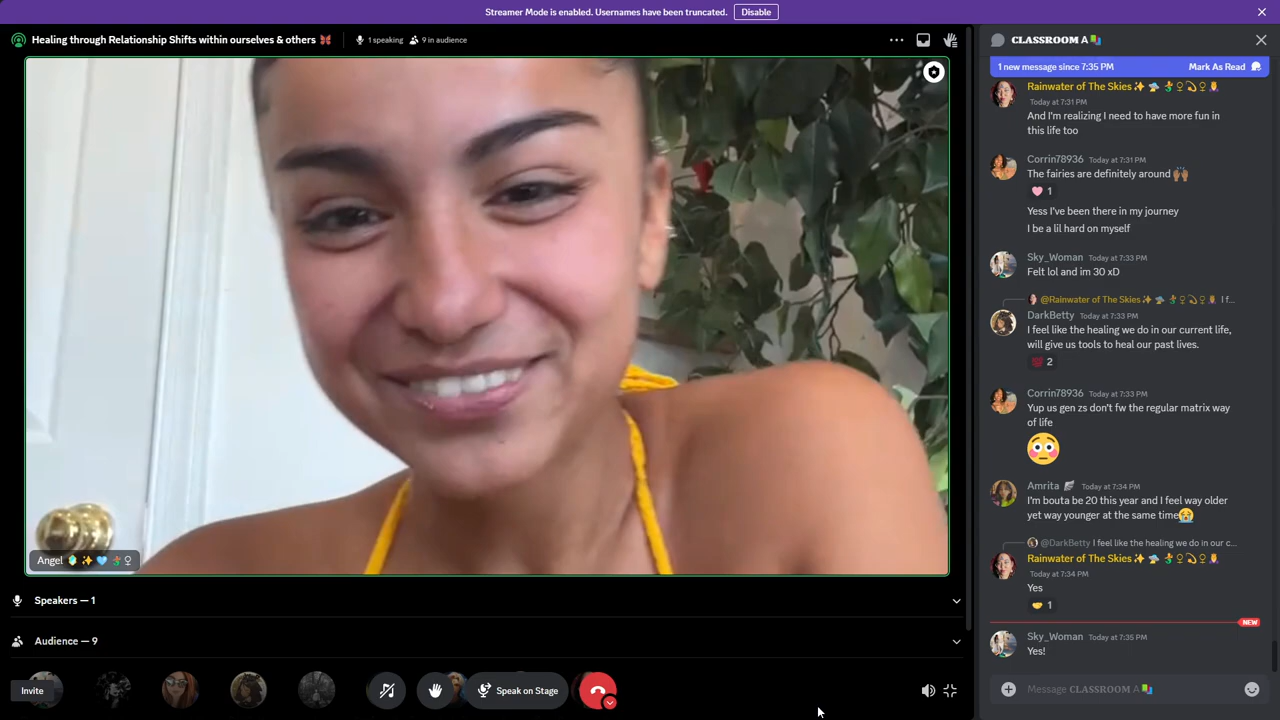 Streamer Mode is enabled. Usernames have been truncated. Disable
Healing through Relationship Shifts within ourselves & others 🦋
1 speaking 9 in audience
Angel
Speakers — 1
Audience — 9
Invite
Speak on Stage
CLASSROOM A
1 new message since 7:35 PM Mark As Read
Rainwater of The Skies
Today at 7:31 PM
And I'm realizing I need to have more fun in
this life too
Corrin78936 Today at 7:31 PM
The fairies are definitely around 🙌🏽
🩷 1
Yess I've been there in my journey
I be a lil hard on myself
Sky_Woman Today at 7:33 PM
Felt lol and im 30 xD
@Rainwater of The Skies I f...
DarkBetty Today at 7:33 PM
I feel like the healing we do in our current life,
will give us tools to heal our past lives.
2
Corrin78936 Today at 7:33 PM
Yup us gen zs don't fw the regular matrix way
of life
😳
Amrita Today at 7:34 PM
I'm bouta be 20 this year and I feel way older
yet way younger at the same time😭
@DarkBetty I feel like the healing we do in our c...
Rainwater of The Skies
Today at 7:34 PM
Yes
🤝 1
NEW
Sky_Woman Today at 7:35 PM
Yes!
Message CLASSROOM A